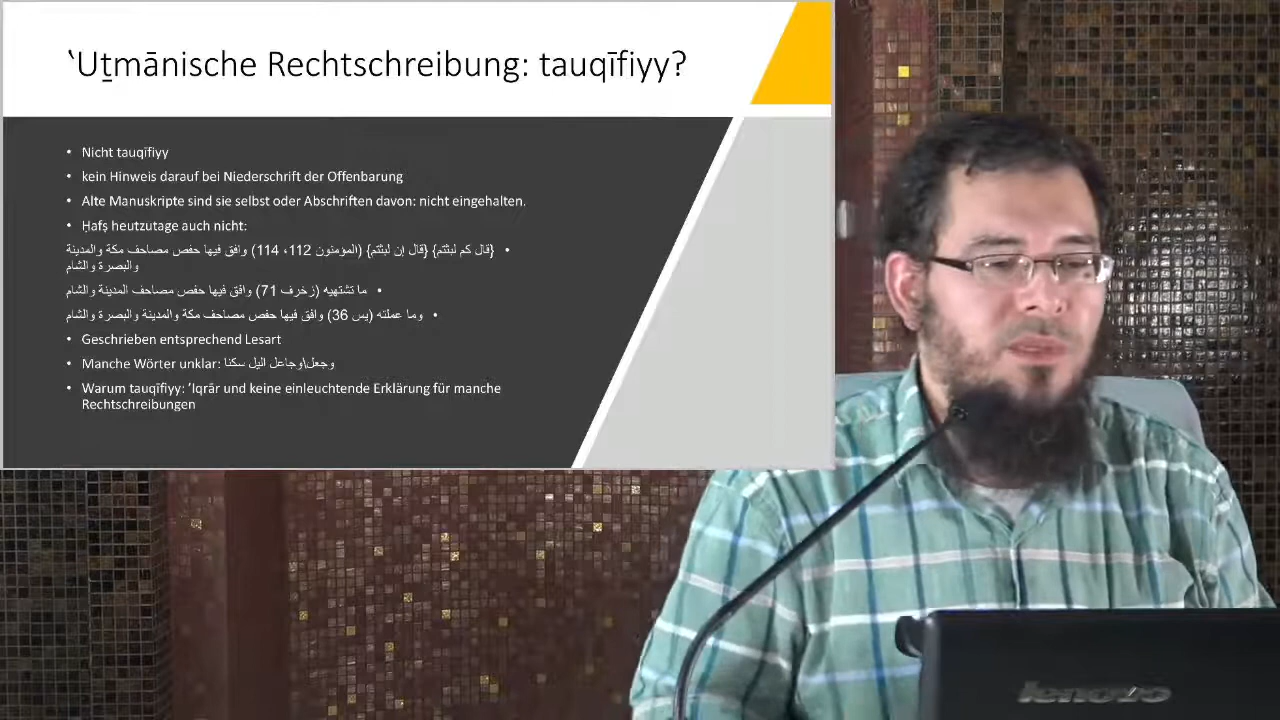 ʽUṯmānische Rechtschreibung: tauqīfiyy?
• Nicht tauqīfiyy
• kein Hinweis darauf bei Niederschrift der Offenbarung
• Alte Manuskripte sind sie selbst oder Abschriften davon: nicht eingehalten.
• Ḥafṣ heutzutage auch nicht:
• {قال كم لبثتم} {قال إن لبثتم} (المؤمنون 112، 114) وافق فيها حفص مصاحف مكة والمدينة
والبصرة والشام
• ما تشتهيه (زخرف 71) وافق فيها حفص مصاحف المدينة والشام
• وما عملته (يس 36) وافق فيها حفص مصاحف مكة والمدينة والبصرة والشام
• Geschrieben entsprechend Lesart
• Manche Wörter unklar: وجعل\وجاعل اليل سكنا
• Warum tauqīfiyy: ʼIqrār und keine einleuchtende Erklärung für manche
Rechtschreibungen
lenovo